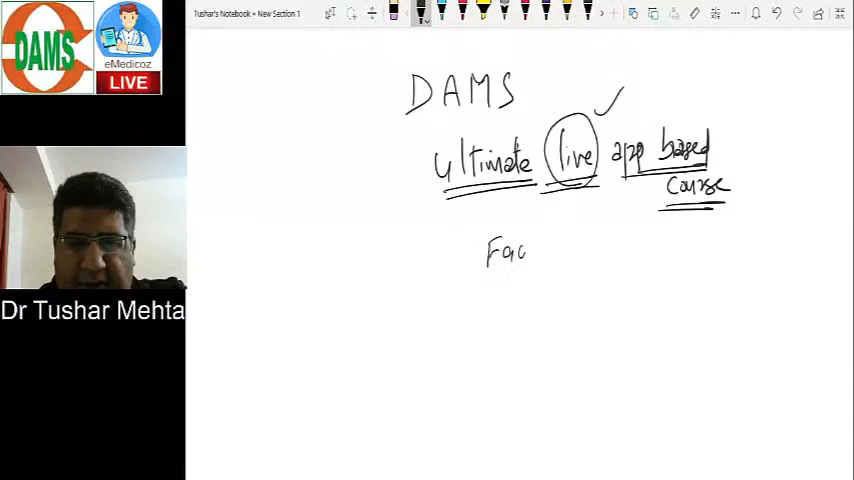 DAMS
eMedicoz
LIVE
Tushar's Notebook » New Section 1
DAMS
ultimate live app based
course
Fac
Dr Tushar Mehta